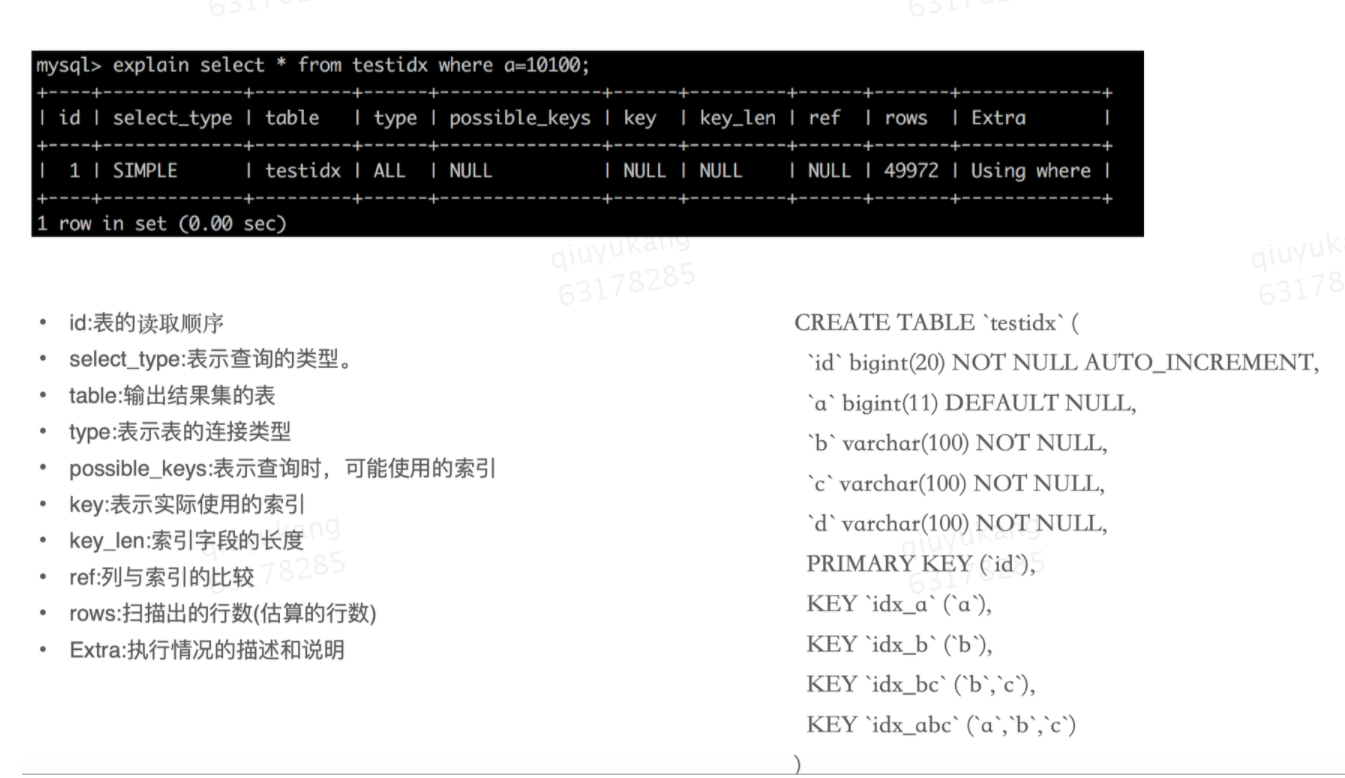 mysql> explain select * from testidx where a=10100;
+----+-------------+---------+------+---------------+------+---------+------+-------+-------------+
| id | select_type | table   | type | possible_keys | key  | key_len | ref  | rows  | Extra       |
+----+-------------+---------+------+---------------+------+---------+------+-------+-------------+
|  1 | SIMPLE      | testidx | ALL  | NULL          | NULL | NULL    | NULL | 49972 | Using where |
+----+-------------+---------+------+---------------+------+---------+------+-------+-------------+
1 row in set (0.00 sec)
qiuyukang
63178285
• id:表的读取顺序
• select_type:表示查询的类型。
• table:输出结果集的表
• type:表示表的连接类型
• possible_keys:表示查询时，可能使用的索引
• key:表示实际使用的索引
• key_len:索引字段的长度
• ref:列与索引的比较
• rows:扫描出的行数(估算的行数)
• Extra:执行情况的描述和说明
CREATE TABLE `testidx` (
`id` bigint(20) NOT NULL AUTO_INCREMENT,
`a` bigint(11) DEFAULT NULL,
`b` varchar(100) NOT NULL,
`c` varchar(100) NOT NULL,
`d` varchar(100) NOT NULL,
PRIMARY KEY (`id`),
KEY `idx_a` (`a`),
KEY `idx_b` (`b`),
KEY `idx_bc` (`b`,`c`),
KEY `idx_abc` (`a`,`b`,`c`)
)